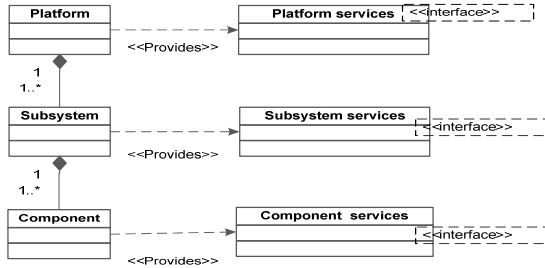 Platform
Platform services
<<interface>>
<<Provides>>
1
1..*
Subsystem
Subsystem services
<<interface>>
<<Provides>>
1
1..*
Component
Component services
<<interface>>
<<Provides>>